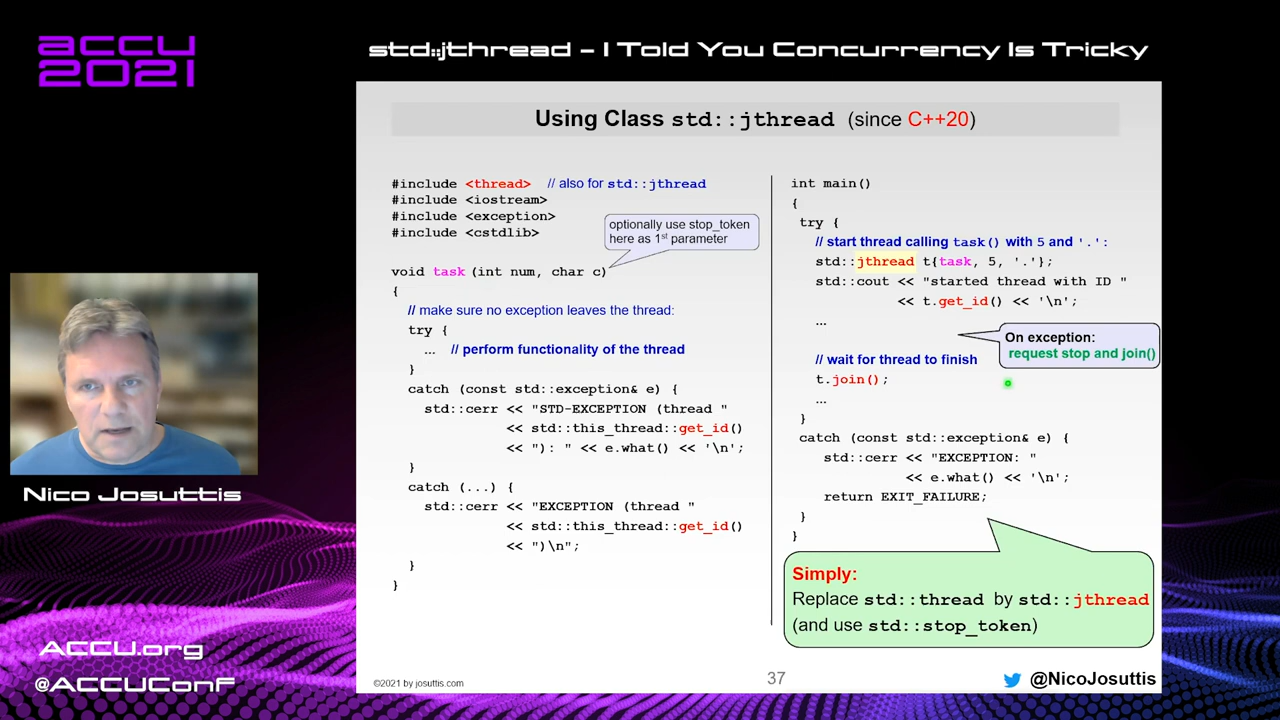 accu
2021
std::jthread – I Told You Concurrency Is Tricky
Using Class std::jthread (since C++20)
#include <thread> // also for std::jthread
#include <iostream>
#include <exception>
#include <cstdlib>
optionally use stop_token
here as 1st parameter
void task (int num, char c)
{
// make sure no exception leaves the thread:
try {
... // perform functionality of the thread
}
catch (const std::exception& e) {
std::cerr << "STD-EXCEPTION (thread "
<< std::this_thread::get_id()
<< "): " << e.what() << '\n';
}
catch (...) {
std::cerr << "EXCEPTION (thread "
<< std::this_thread::get_id()
<< ")\n";
}
}
int main()
{
try {
// start thread calling task() with 5 and '.':
std::jthread t{task, 5, '.'};
std::cout << "started thread with ID "
<< t.get_id() << '\n';
...
On exception:
request stop and join()
// wait for thread to finish
t.join();
...
}
catch (const std::exception& e) {
std::cerr << "EXCEPTION: "
<< e.what() << '\n';
return EXIT_FAILURE;
}
}
Simply:
Replace std::thread by std::jthread
(and use std::stop_token)
Nico Josuttis
ACCU.org
@ACCUConf
©2021 by josuttis.com
37
@NicoJosuttis